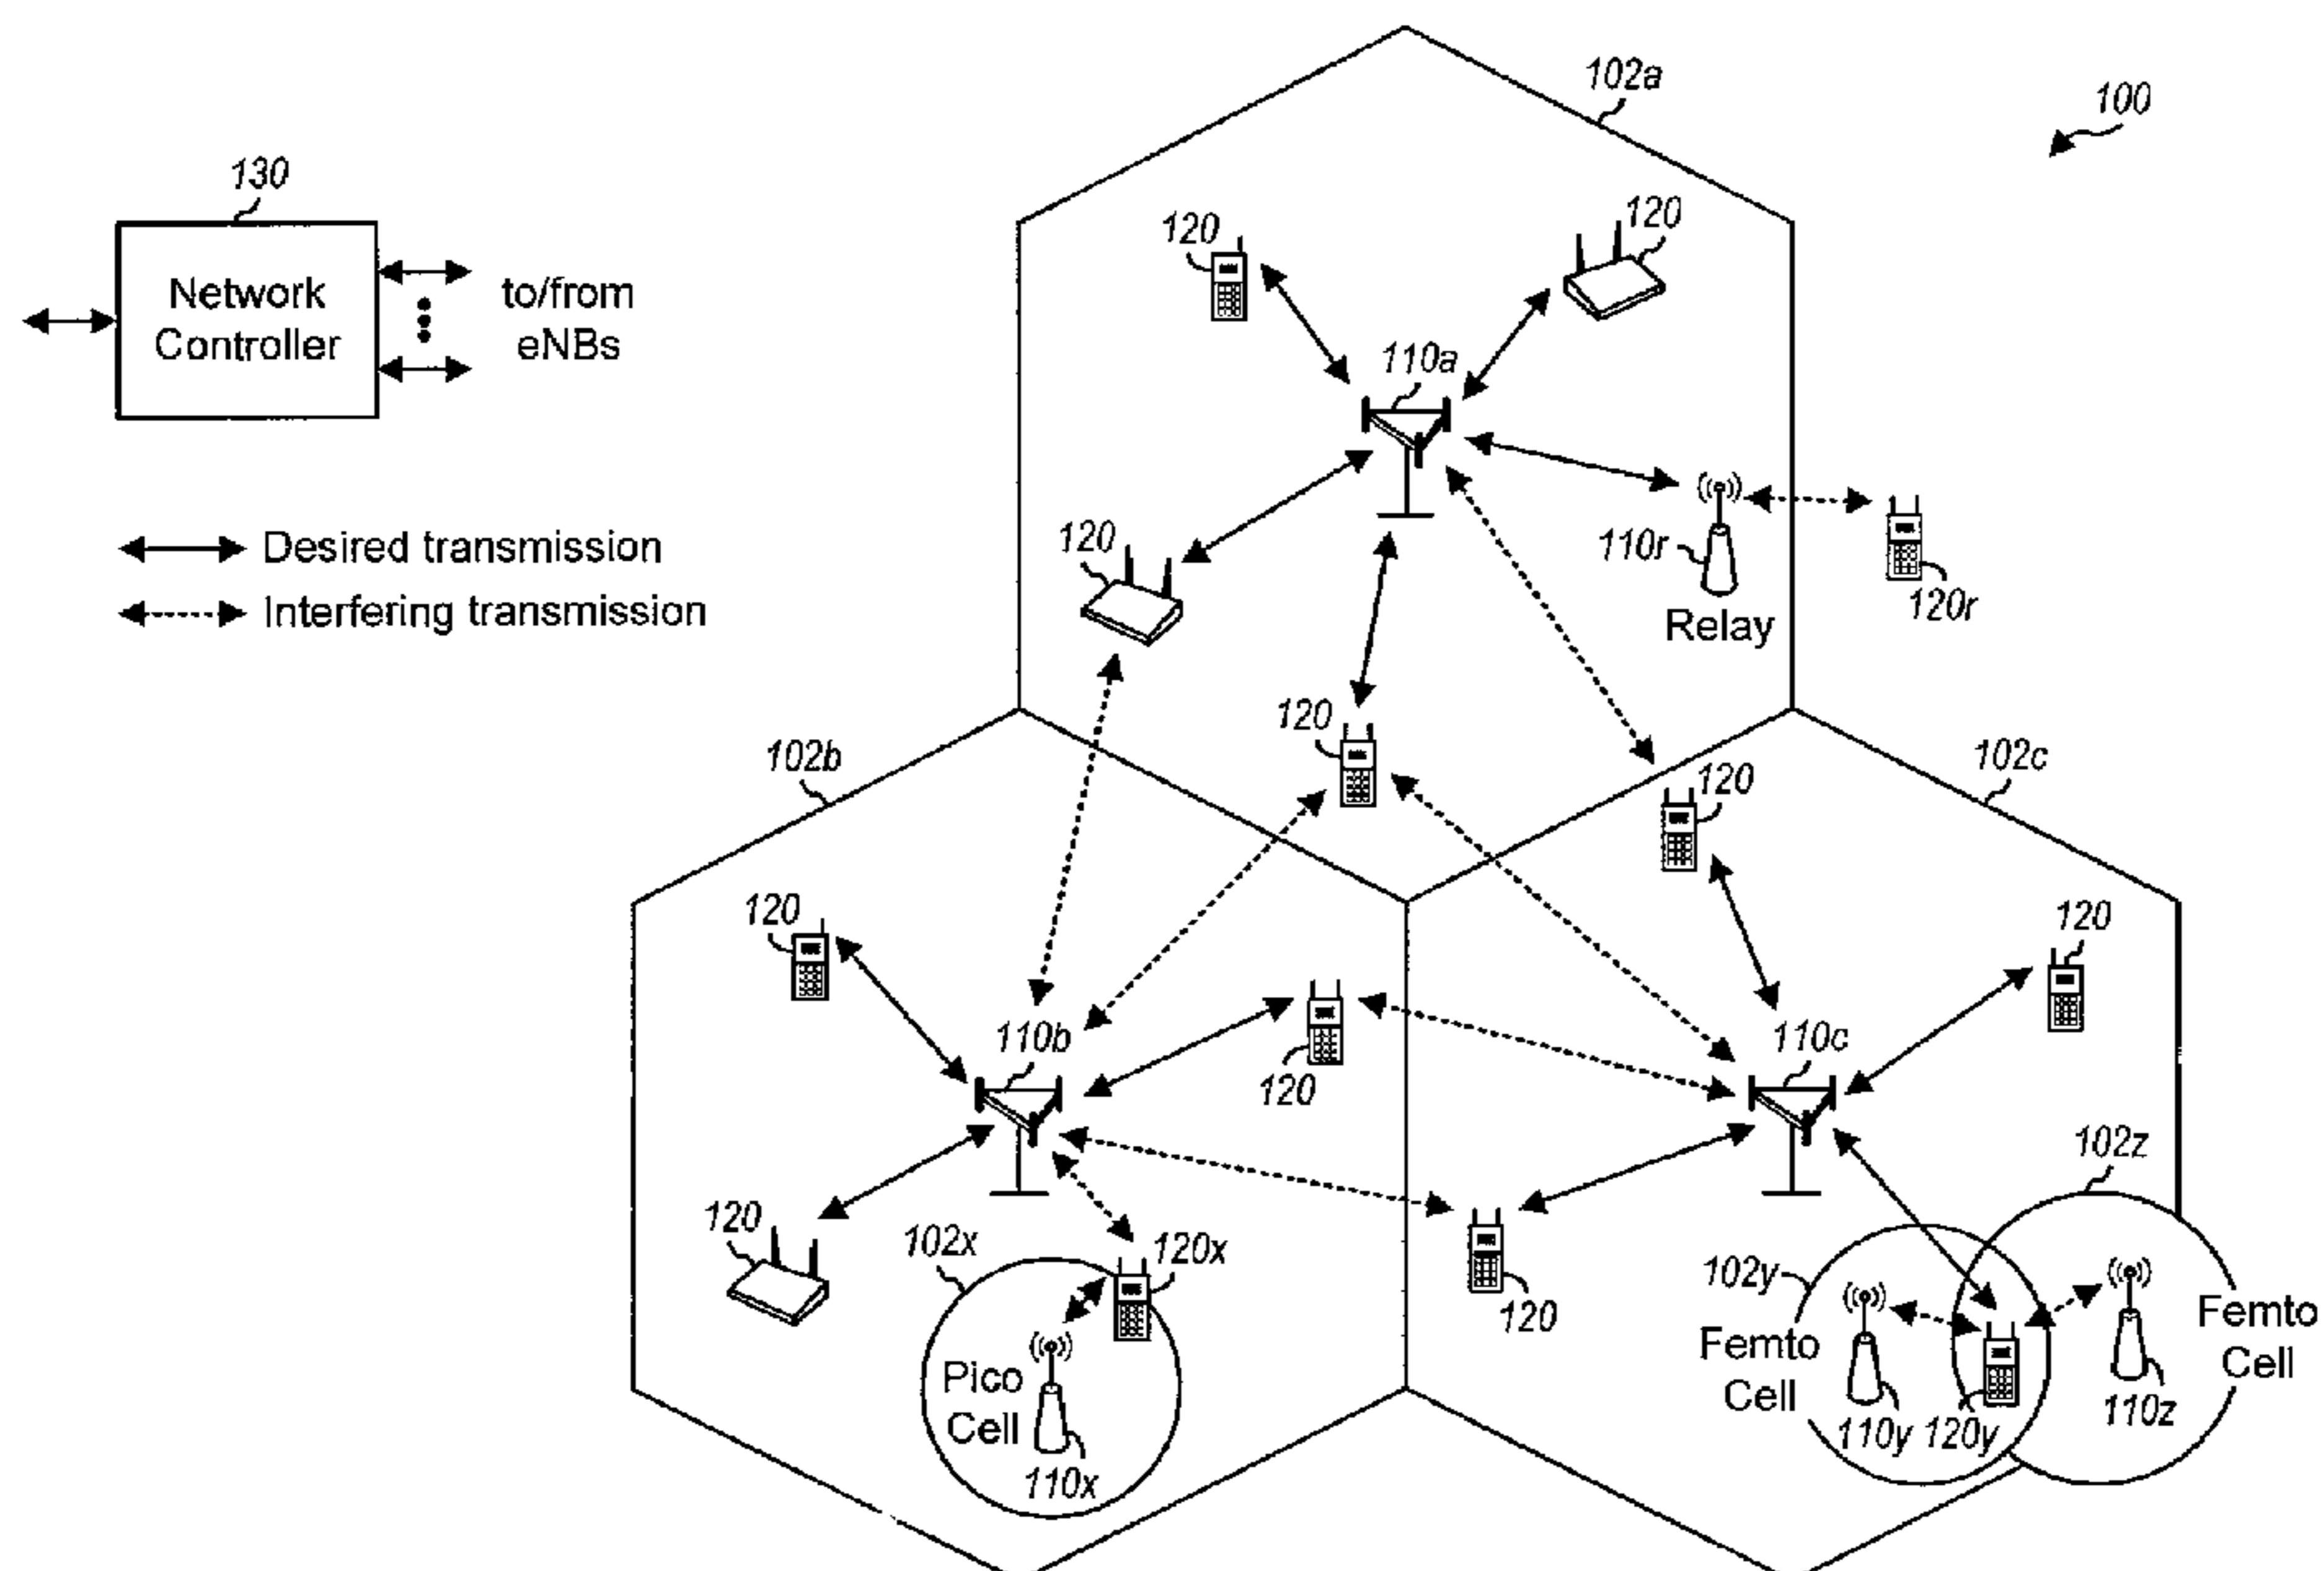 102a
100
130
120
120
Network
Controller
to/from
eNBs
110a
Desired transmission
Interfering transmission
120
110r
Relay
120r
120
102b
102c
120
120
120
110b
120
110c
102z
120
102x
120x
102y
120
Pico
Cell
110x
Femto
Cell
110y
120y
110z
Femto
Cell